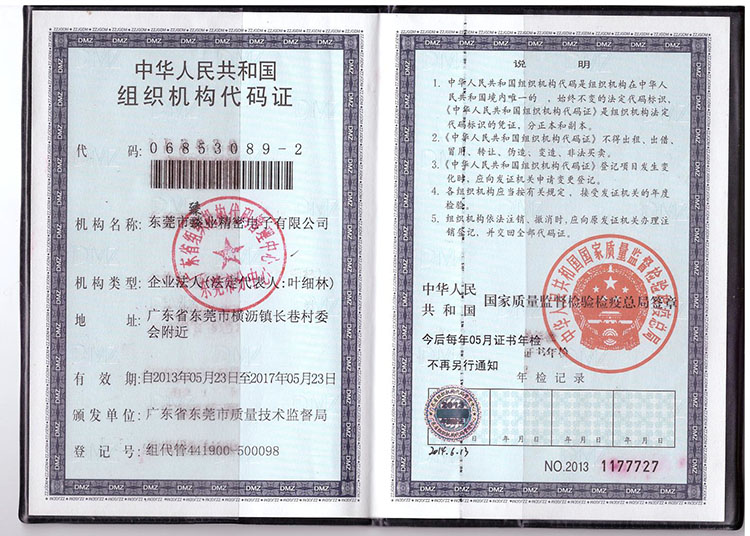 中华人民共和国
组织机构代码证
代 码: 06853089-2
机构名称: 东莞市臻业精密电子有限公司
机构类型: 企业法人(法定代表人:叶细林)
地 址: 广东省东莞市横沥镇长巷村委
会附近
有 效 期: 自2013年05月23日至2017年05月23日
颁发单位: 广东省东莞市质量技术监督局
登 记 号: 组代管441900-500098
说 明
1. 中华人民共和国组织机构代码是组织机构在中华人
民共和国境内唯一的 、始终不变的法定代码标识,
《中华人民共和国组织机构代码证》是组织机构法定
代码标识的凭证, 分正本和副本.
2. 《中华人民共和国组织机构代码证》不得出租、出借、
冒用、转让、伪造、变造、非法买卖.
3. 《中华人民共和国组织机构代码证》登记项目发生变
化时, 应向发证机关申请变更登记.
4. 各组织机构应当按有关规定 、接受发证机关的年度
检验.
5. 组织机构依法注销、撤消时, 应向原发证机关办理注
销登记, 并交回全部代码证.
中华人民
共 和 国
国家质量监督检验检疫总局签章
中华人民共和国国家质量监督检验检疫总局
今后每年05月证书年检
不再另行通知
年 检 记 录
年 月 日
年 月 日
年 月 日
2014.6.13
NO.2013 1177727